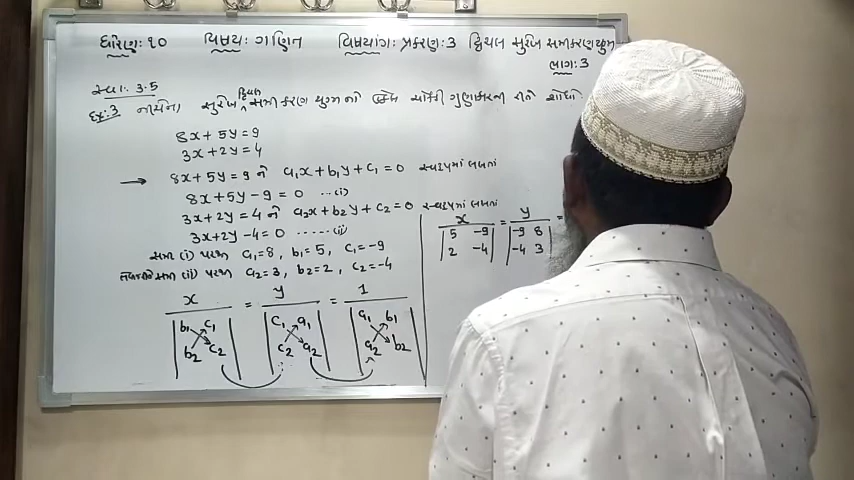 ધોરણ: ૧૦ વિષય: ગણિત વિષયાંગ: પ્રકરણ: 3 દ્વિચલ સુરેખ સમીકરણયુગ્મ
ભાગ: 3
સ્વા: 3.5
Ex: 3 નીચેના સુરેખ દ્વિચલ સમીકરણ યુગ્મનો ઉકેલ ચોકડી ગુણાકારની રીતે શોધો
8x + 5y = 9
3x + 2y = 4
→ 8x + 5y = 9 ને a₁x + b₁y + c₁ = 0 સ્વરૂપમાં લખતાં
8x + 5y - 9 = 0 ...(i)
3x + 2y = 4 ને a₂x + b₂y + c₂ = 0 સ્વરૂપમાં લખતાં
3x + 2y - 4 = 0 ......(ii)
સમી (i) પરથી a₁ = 8, b₁ = 5, c₁ = -9
સમી (ii) પરથી a₂ = 3, b₂ = 2, c₂ = -4
x = y = 1
b₁ c₁ c₁ a₁ a₁ b₁
b₂ c₂ c₂ a₂ a₂ b₂
x = y =
5 -9 -9 8
2 -4 -4 3